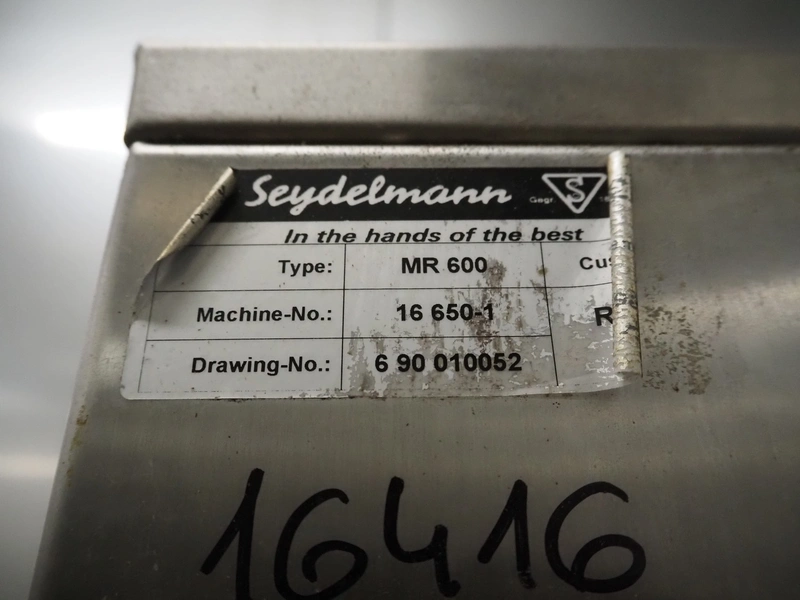 Seydelmann Gegr. S
In the hands of the best
Type: MR 600
Machine-No.: 16 650-1
Drawing-No.: 6 90 010052
16416